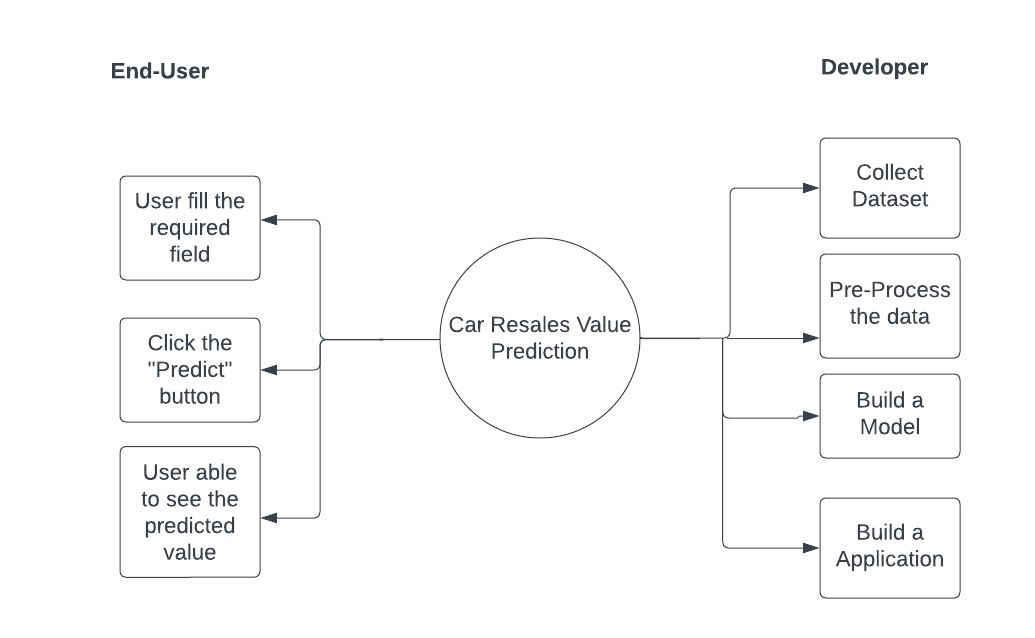 End-User
Developer
User fill the
required
field
Click the
"Predict"
button
User able
to see the
predicted
value
Car Resales Value
Prediction
Collect
Dataset
Pre-Process
the data
Build a
Model
Build a
Application